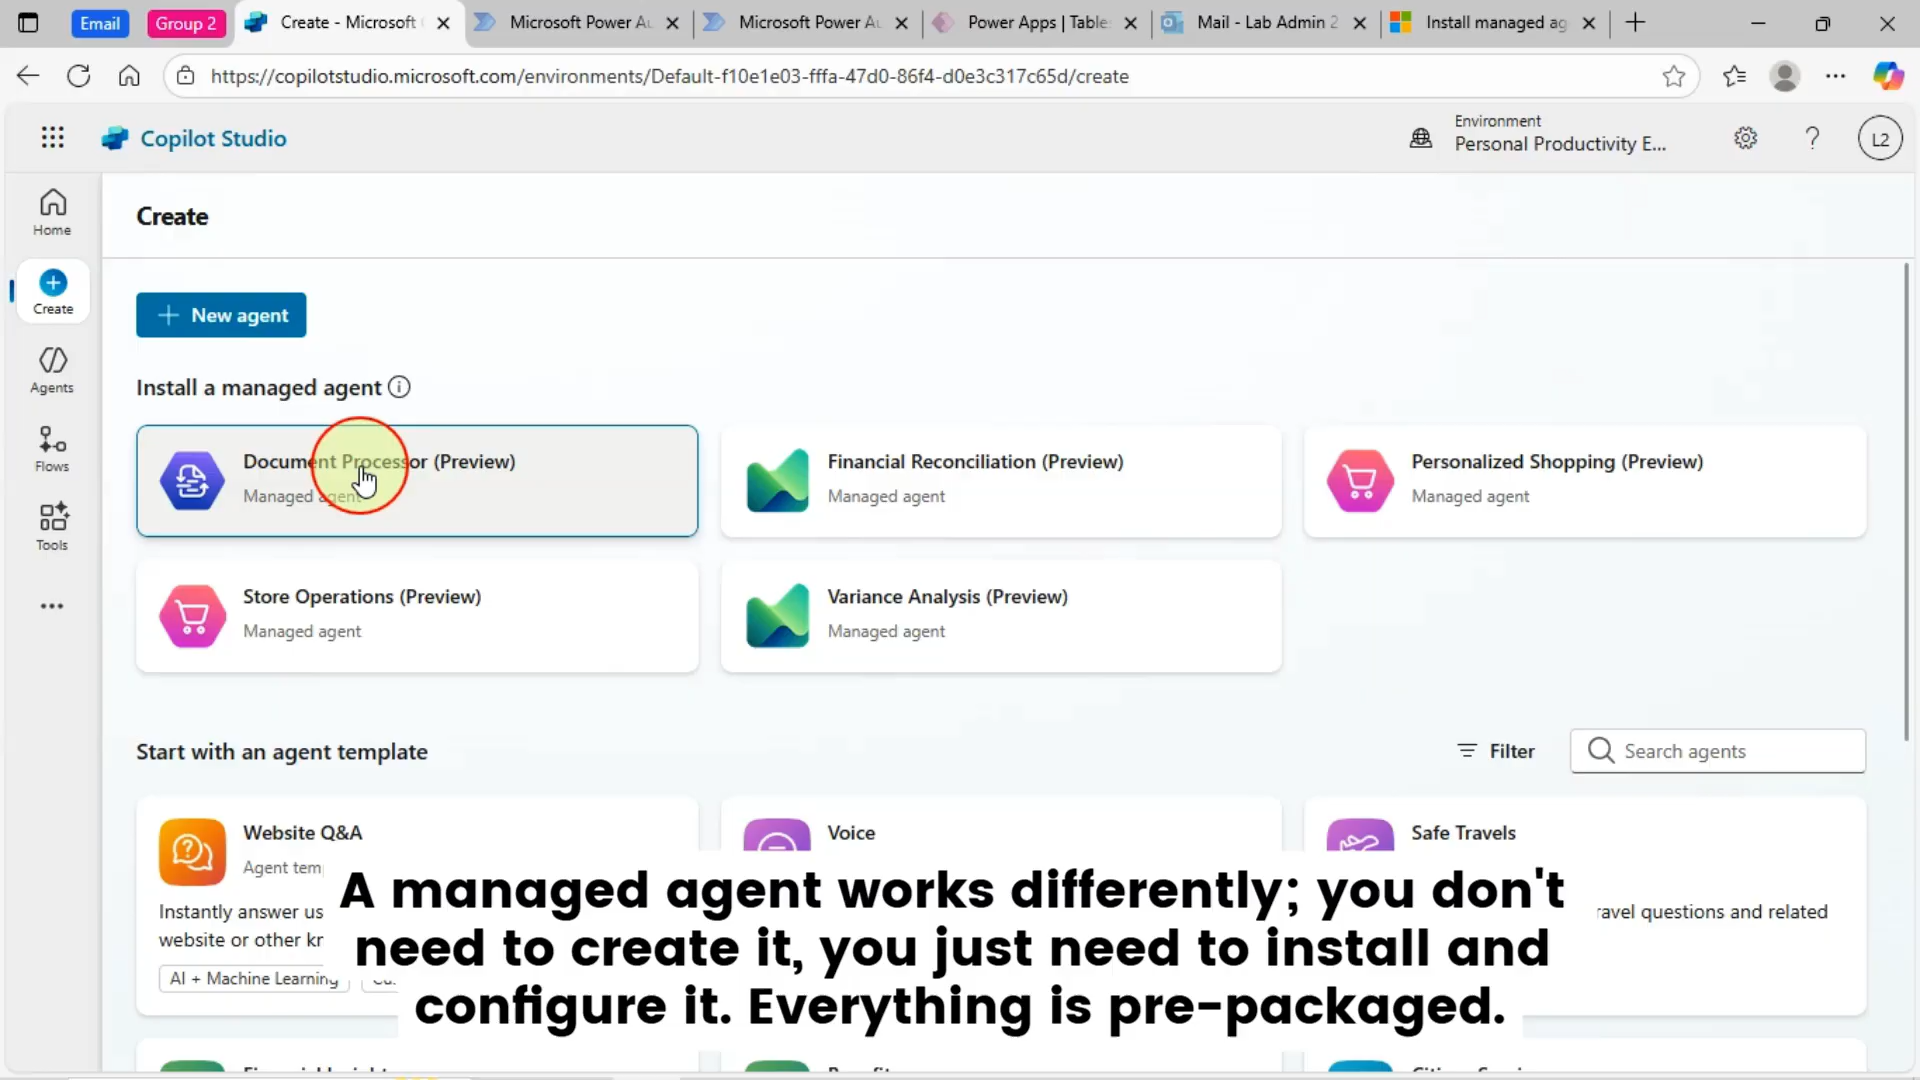 Email
Group 2
Create - Microsoft
Microsoft Power Au
Microsoft Power Au
Power Apps | Table
Mail - Lab Admin 2
Install managed ag
https://copilotstudio.microsoft.com/environments/Default-f10e1e03-fffa-47d0-86f4-d0e3c317c65d/create
Copilot Studio
Environment
Personal Productivity E...
L2
Home
Create
Agents
Flows
Tools
Create
New agent
Install a managed agent
Document Processor (Preview)
Managed agent
Financial Reconciliation (Preview)
Managed agent
Personalized Shopping (Preview)
Managed agent
Store Operations (Preview)
Managed agent
Variance Analysis (Preview)
Managed agent
Start with an agent template
Filter
Search agents
Website Q&A
Agent tem
Instantly answer us
website or other kr
AI + Machine Learning
Voice
Safe Travels
ravel questions and related
A managed agent works differently; you don't
need to create it, you just need to install and
configure it. Everything is pre-packaged.